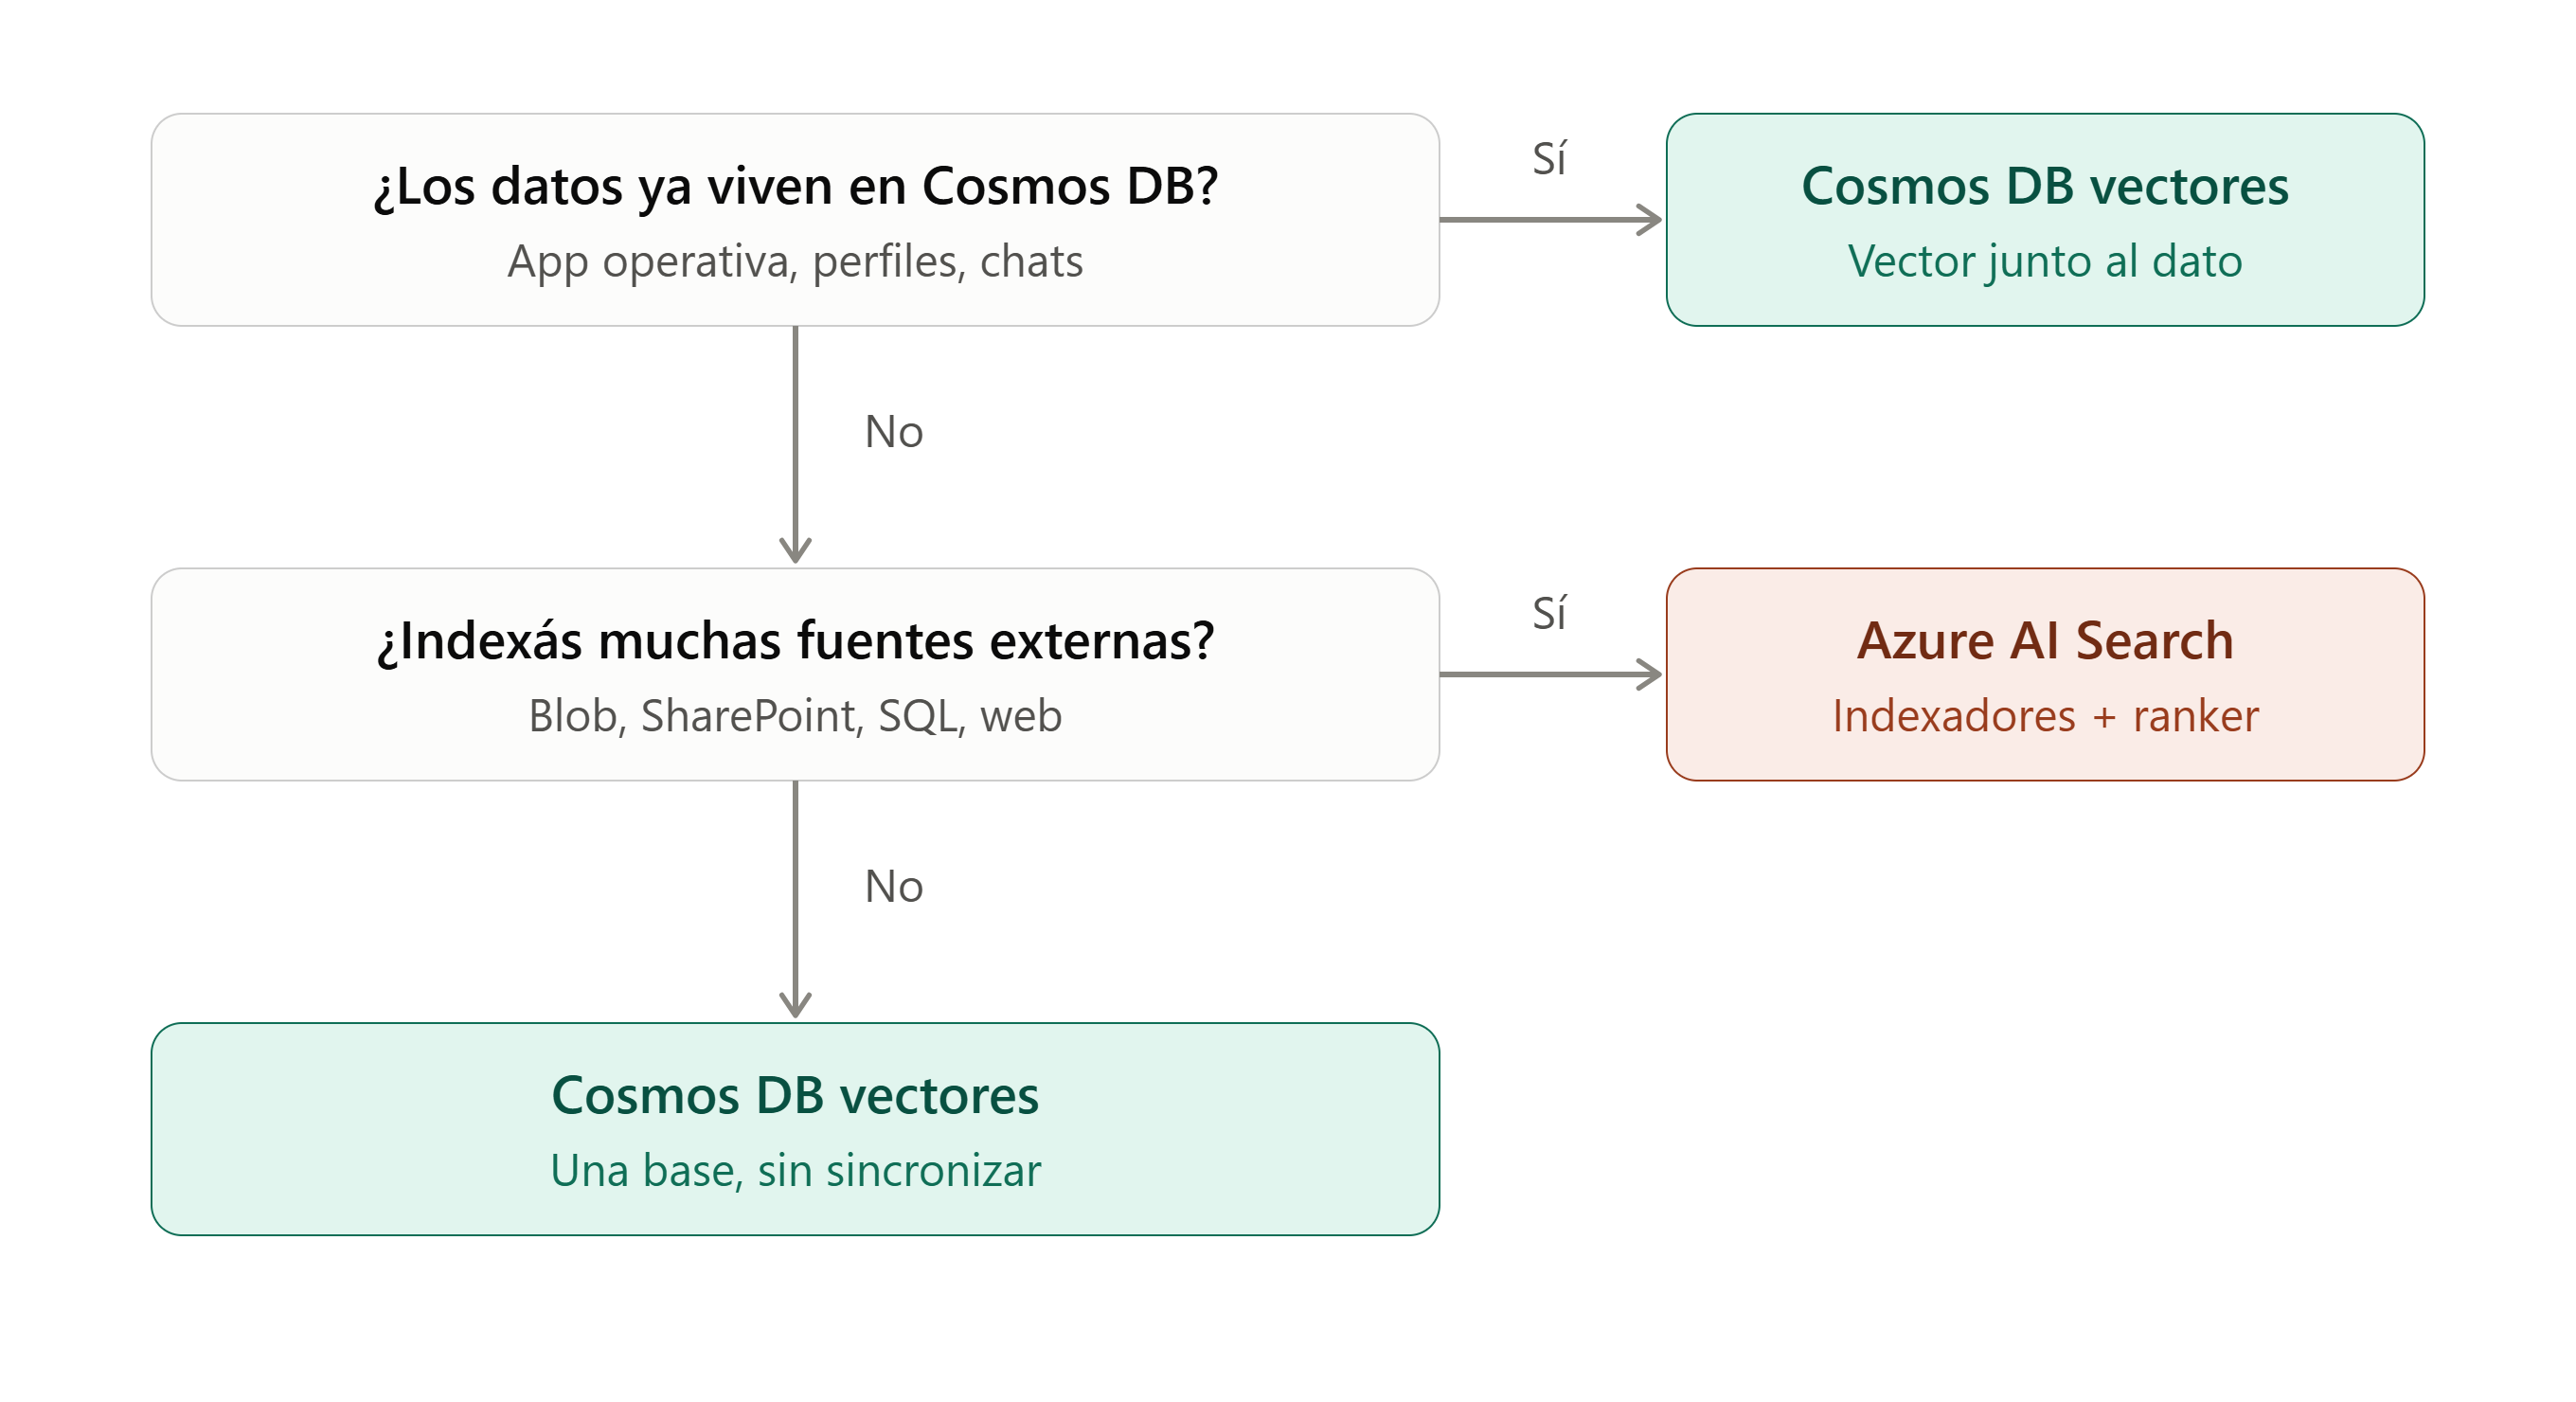 ¿Los datos ya viven en Cosmos DB?
App operativa, perfiles, chats
Sí
Cosmos DB vectores
Vector junto al dato
No
¿Indexás muchas fuentes externas?
Blob, SharePoint, SQL, web
Sí
Azure AI Search
Indexadores + ranker
No
Cosmos DB vectores
Una base, sin sincronizar